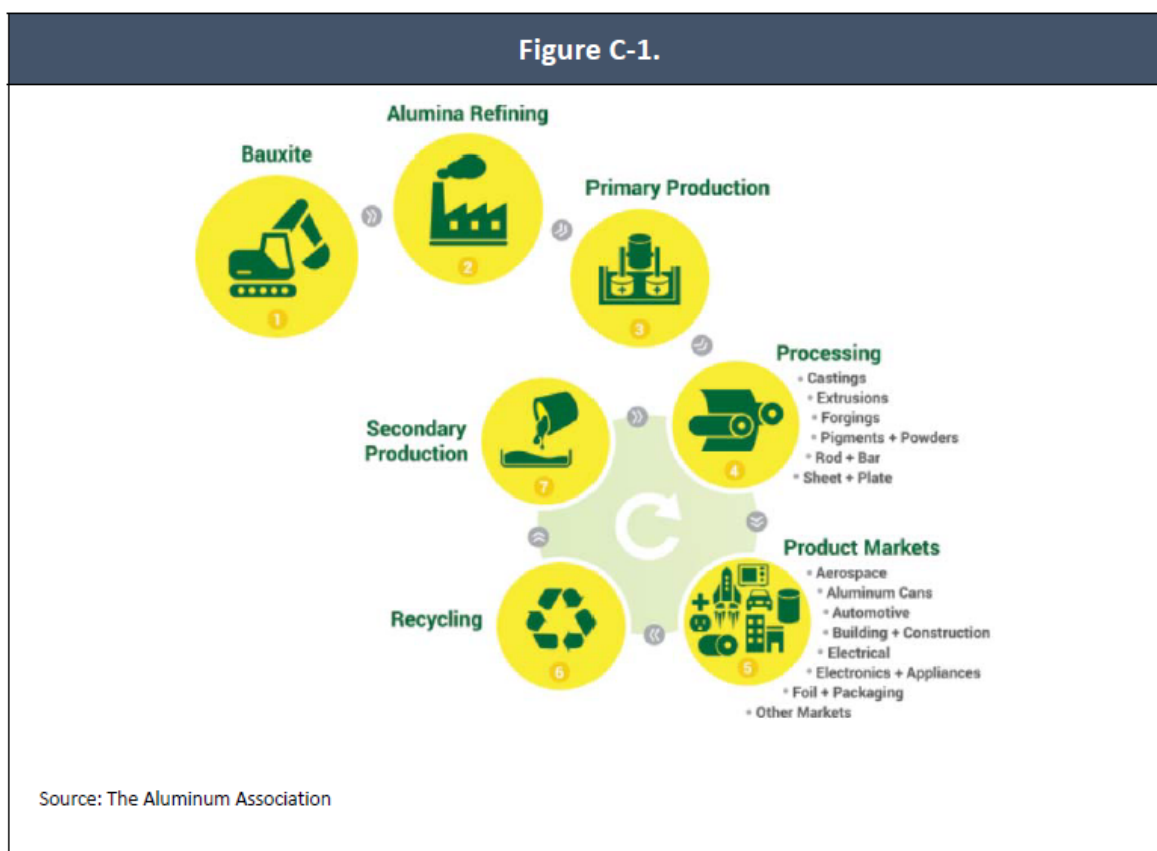 Figure C-1.
Alumina Refining
Bauxite
Primary Production
1
2
3
Processing
• Castings
• Extrusions
• Forgings
• Pigments + Powders
• Rod + Bar
• Sheet + Plate
4
Secondary
Production
7
Product Markets
• Aerospace
• Aluminum Cans
• Automotive
• Building + Construction
• Electrical
• Electronics + Appliances
• Foil + Packaging
• Other Markets
5
Recycling
6
Source: The Aluminum Association